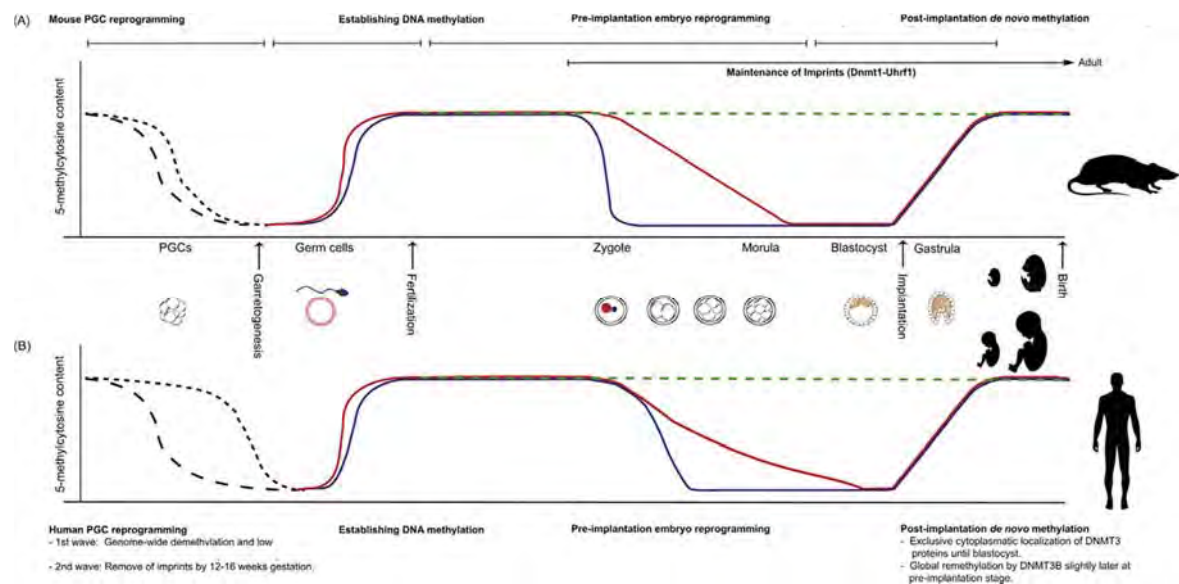 (A)
Mouse PGC reprogramming
Establishing DNA methylation
Pre-implantation embryo reprogramming
Post-implantation de novo methylation
Adult
Maintenance of Imprints (Dnmt1-Uhrf1)
5-methylcytosine content
PGCs
Gametogenesis
Germ cells
Fertilization
Zygote
Morula
Blastocyst
Implantation
Gastrula
Birth
(B)
5-methylcytosine content
Human PGC reprogramming
- 1st wave: Genome-wide demethylation and low
- 2nd wave: Remove of imprints by 12-16 weeks gestation.
Establishing DNA methylation
Pre-implantation embryo reprogramming
Post-implantation de novo methylation
- Exclusive cytoplasmatic localization of DNMT3
proteins until blastocyst.
- Global remethylation by DNMT3B slightly later at
pre-implantation stage.